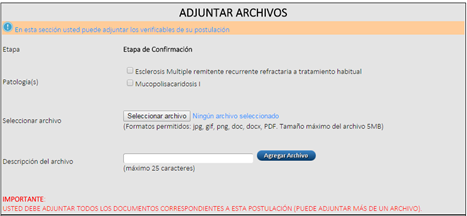 ADJUNTAR ARCHIVOS
En esta sección usted puede adjuntar los verificables de su postulación
Etapa Etapa de Confirmación
Patología(s)
Esclerosis Multiple remitente recurrente refractaria a tratamiento habitual
Mucopolisacaridosis I
Seleccionar archivo Seleccionar archivo Ningún archivo seleccionado
(Formatos permitidos: jpg, gif, png, doc, docx, PDF. Tamaño máximo del archivo 5MB)
Descripción del archivo Agregar Archivo
(máximo 25 caracteres)
IMPORTANTE:
USTED DEBE ADJUNTAR TODOS LOS DOCUMENTOS CORRESPONDIENTES A ESTA POSTULACIÓN (PUEDE ADJUNTAR MÁS DE UN ARCHIVO).